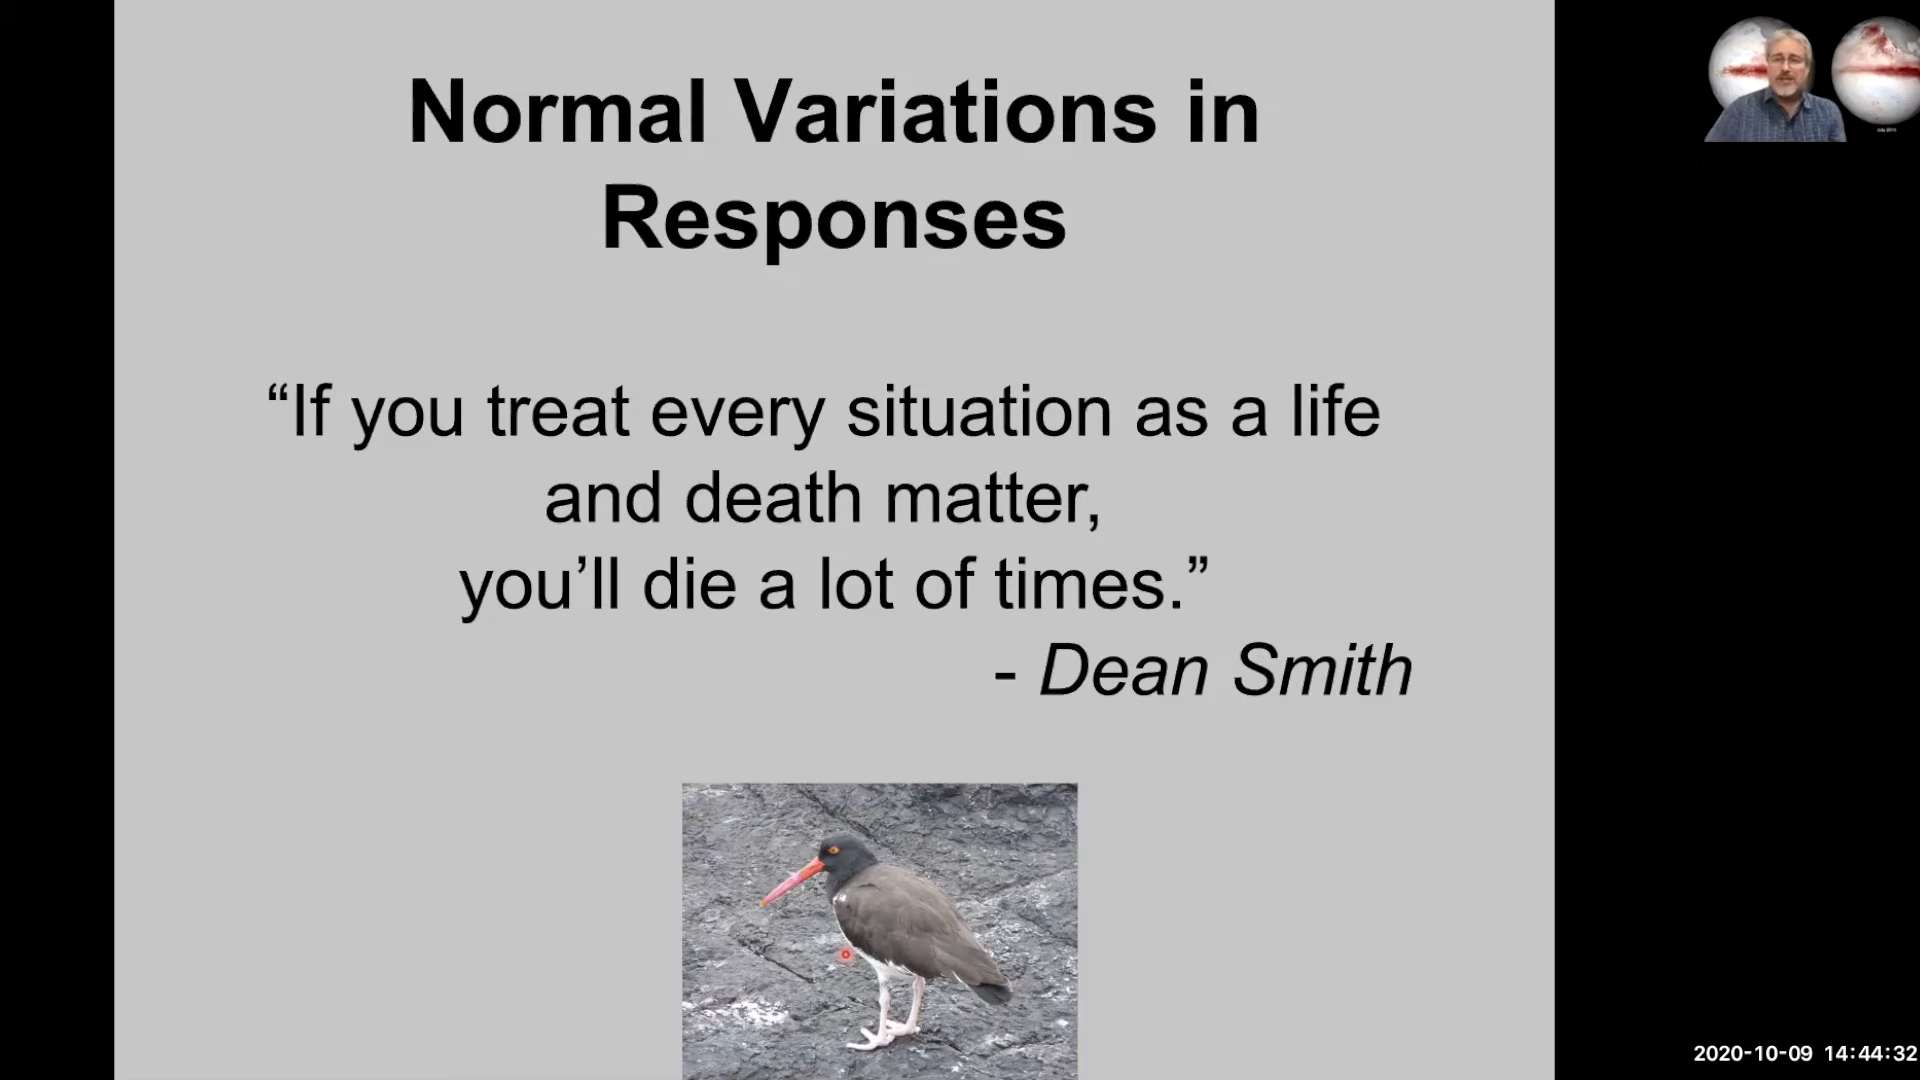 Normal Variations in
Responses
“If you treat every situation as a life
and death matter,
you’ll die a lot of times.”
- Dean Smith
2020-10-09 14:44:32